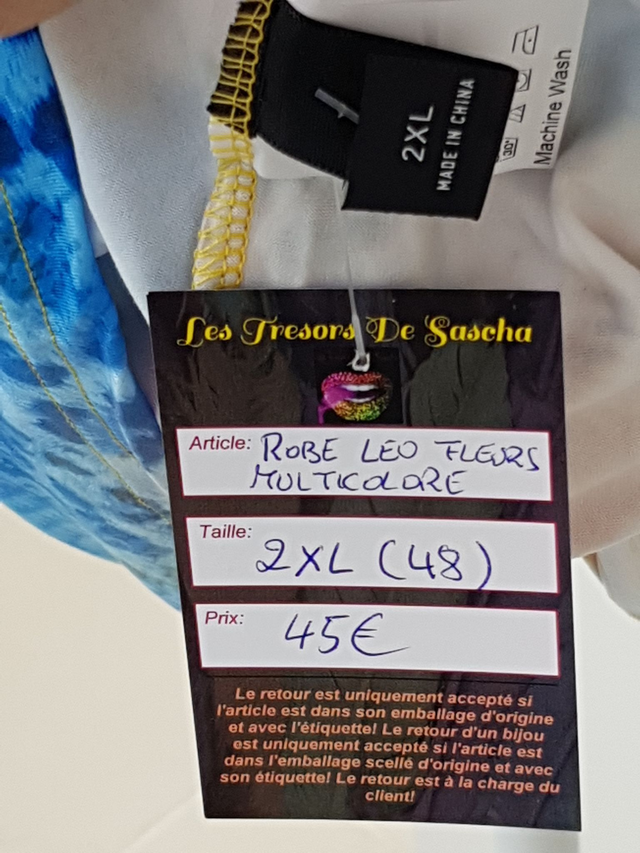 2XL
MADE IN CHINA
30°
Machine Wash
Les Tresors De Sascha
Article: ROBE LEO FLEURS
MULTICOLORE
Taille:
2XL (48)
Prix:
45€
Le retour est uniquement accepté si
l'article est dans son emballage d'origine
et avec l'étiquette! Le retour d'un bijou
est uniquement accepté si l'article est
dans l'emballage scellé d'origine et avec
son étiquette! Le retour est à la charge du
client!